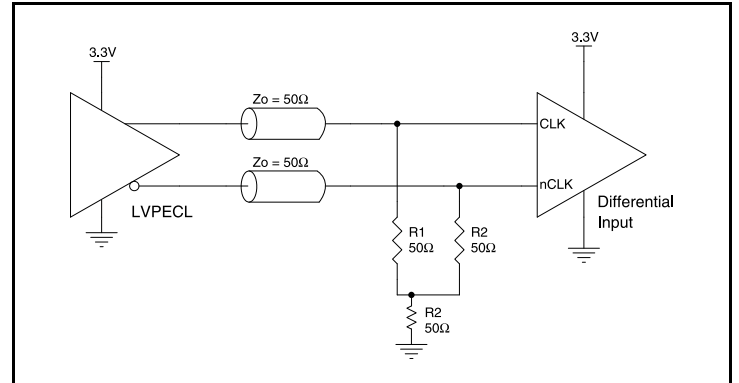 3.3V
3.3V
Zo = 50Ω
CLK
Zo = 50Ω
nCLK
LVPECL
Differential
Input
R1
50Ω
R2
50Ω
R2
50Ω